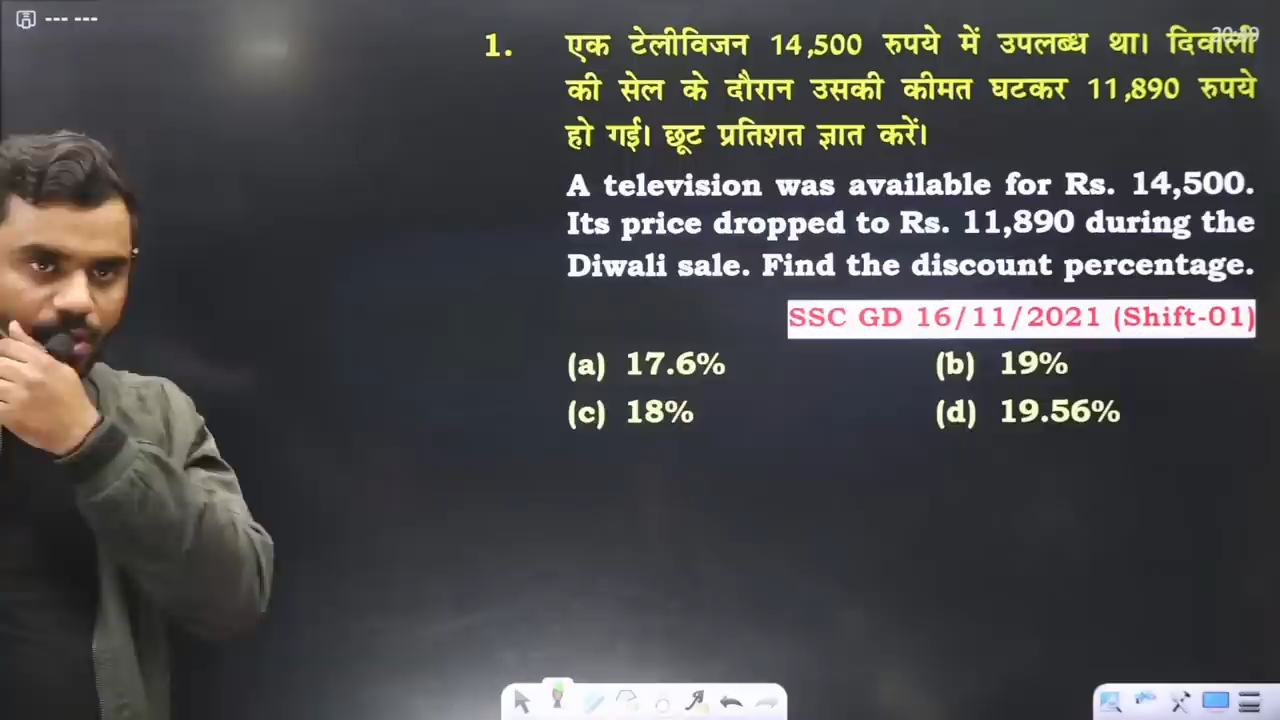 1. एक टेलीविजन 14,500 रुपये में उपलब्ध था। दिवाली
की सेल के दौरान उसकी कीमत घटकर 11,890 रुपये
हो गई। छूट प्रतिशत ज्ञात करें।
A television was available for Rs. 14,500.
Its price dropped to Rs. 11,890 during the
Diwali sale. Find the discount percentage.
SSC GD 16/11/2021 (Shift-01)
(a) 17.6% (b) 19%
(c) 18% (d) 19.56%